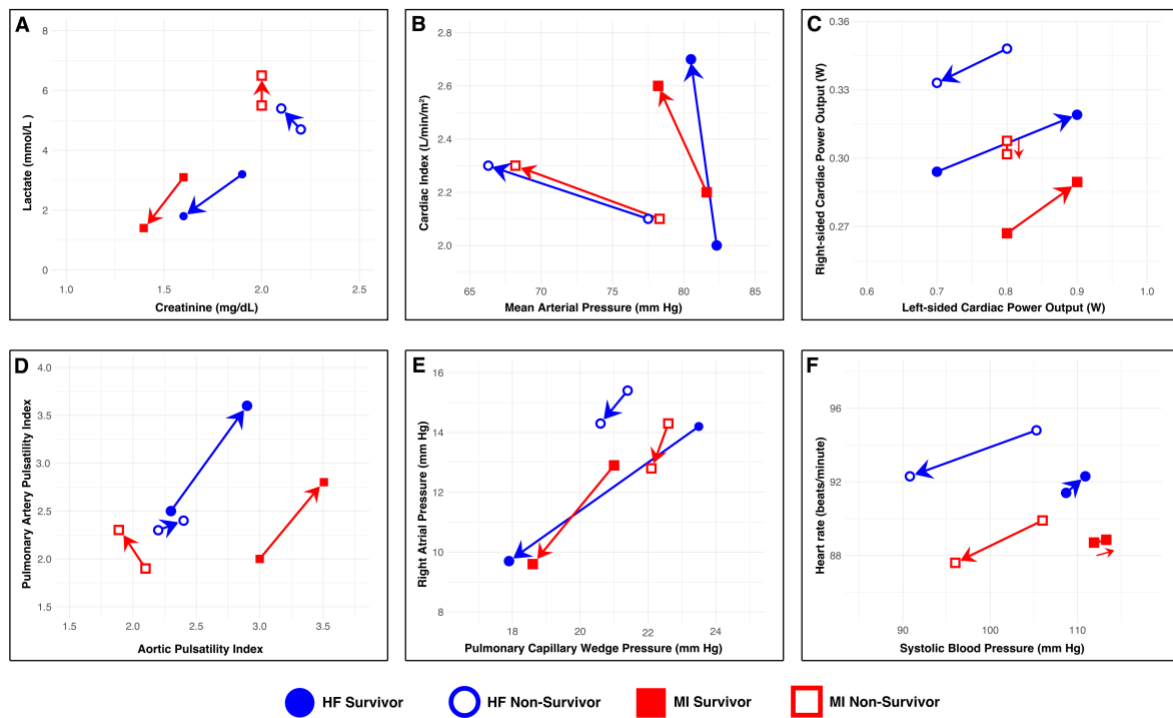 A
Lactate (mmol/L )
8
6
4
2
0
1.0 1.5 2.0 2.5
Creatinine (mg/dL)
B
Cardiac Index (L/min/m²)
2.8
2.6
2.4
2.2
2.0
65 70 75 80 85
Mean Arterial Pressure (mm Hg)
C
Right-sided Cardiac Power Output (W)
0.36
0.33
0.30
0.27
0.6 0.7 0.8 0.9 1.0
Left-sided Cardiac Power Output (W)
D
Pulmonary Artery Pulsatility Index
4.0
3.5
3.0
2.5
2.0
1.5
1.5 2.0 2.5 3.0 3.5
Aortic Pulsatility Index
E
Right Atrial Pressure (mm Hg)
16
14
12
10
8
18 20 22 24
Pulmonary Capillary Wedge Pressure (mm Hg)
F
Heart rate (beats/minute)
96
92
88
90 100 110
Systolic Blood Pressure (mm Hg)
HF Survivor HF Non-Survivor MI Survivor MI Non-Survivor